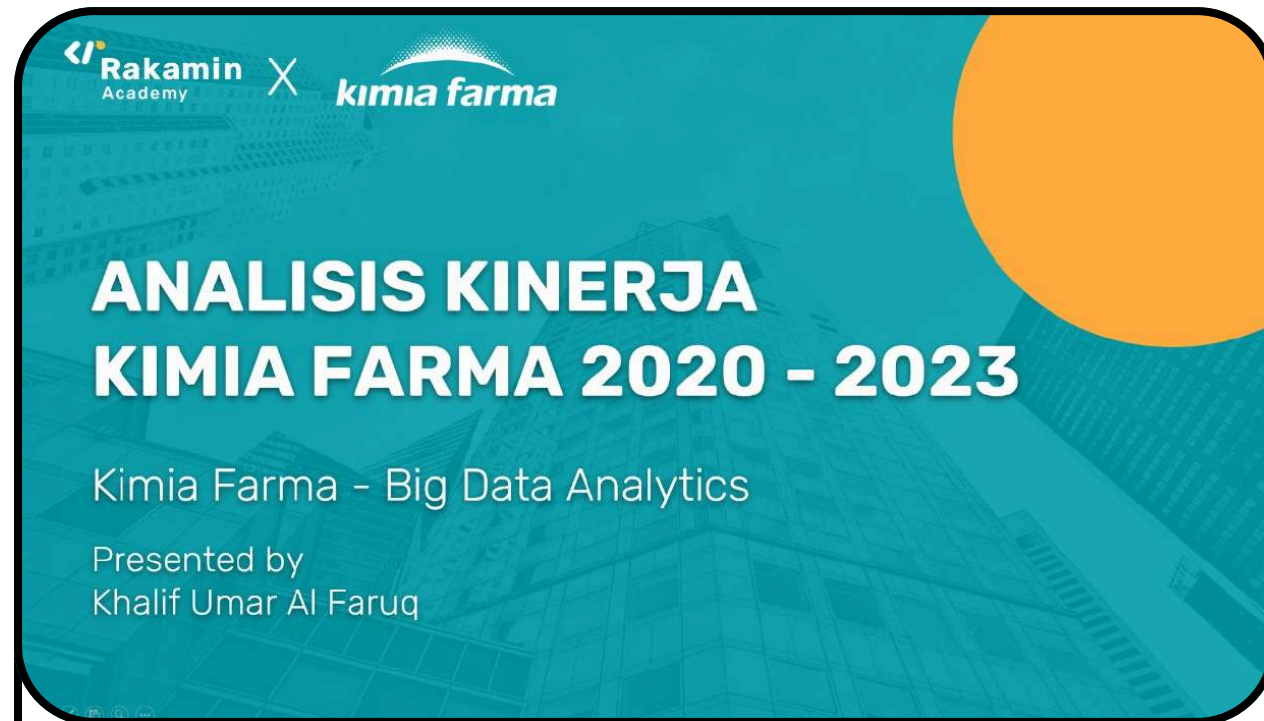 Rakamin
Academy
X
kimia farma
ANALISIS KINERJA
KIMIA FARMA 2020 - 2023
Kimia Farma - Big Data Analytics
Presented by
Khalif Umar Al Faruq